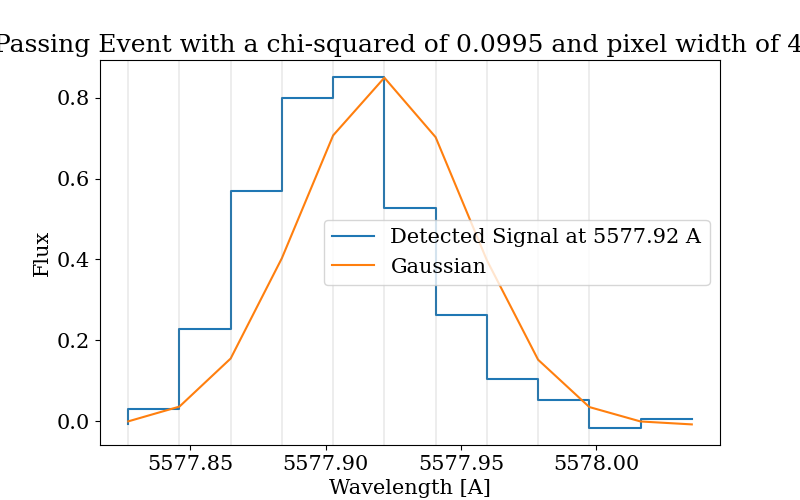 Passing Event with a chi-squared of 0.0995 and pixel width of 4
0.8
0.6
0.4
0.2
0.0
Flux
Detected Signal at 5577.92 A
Gaussian
5577.85 5577.90 5577.95 5578.00
Wavelength [A]